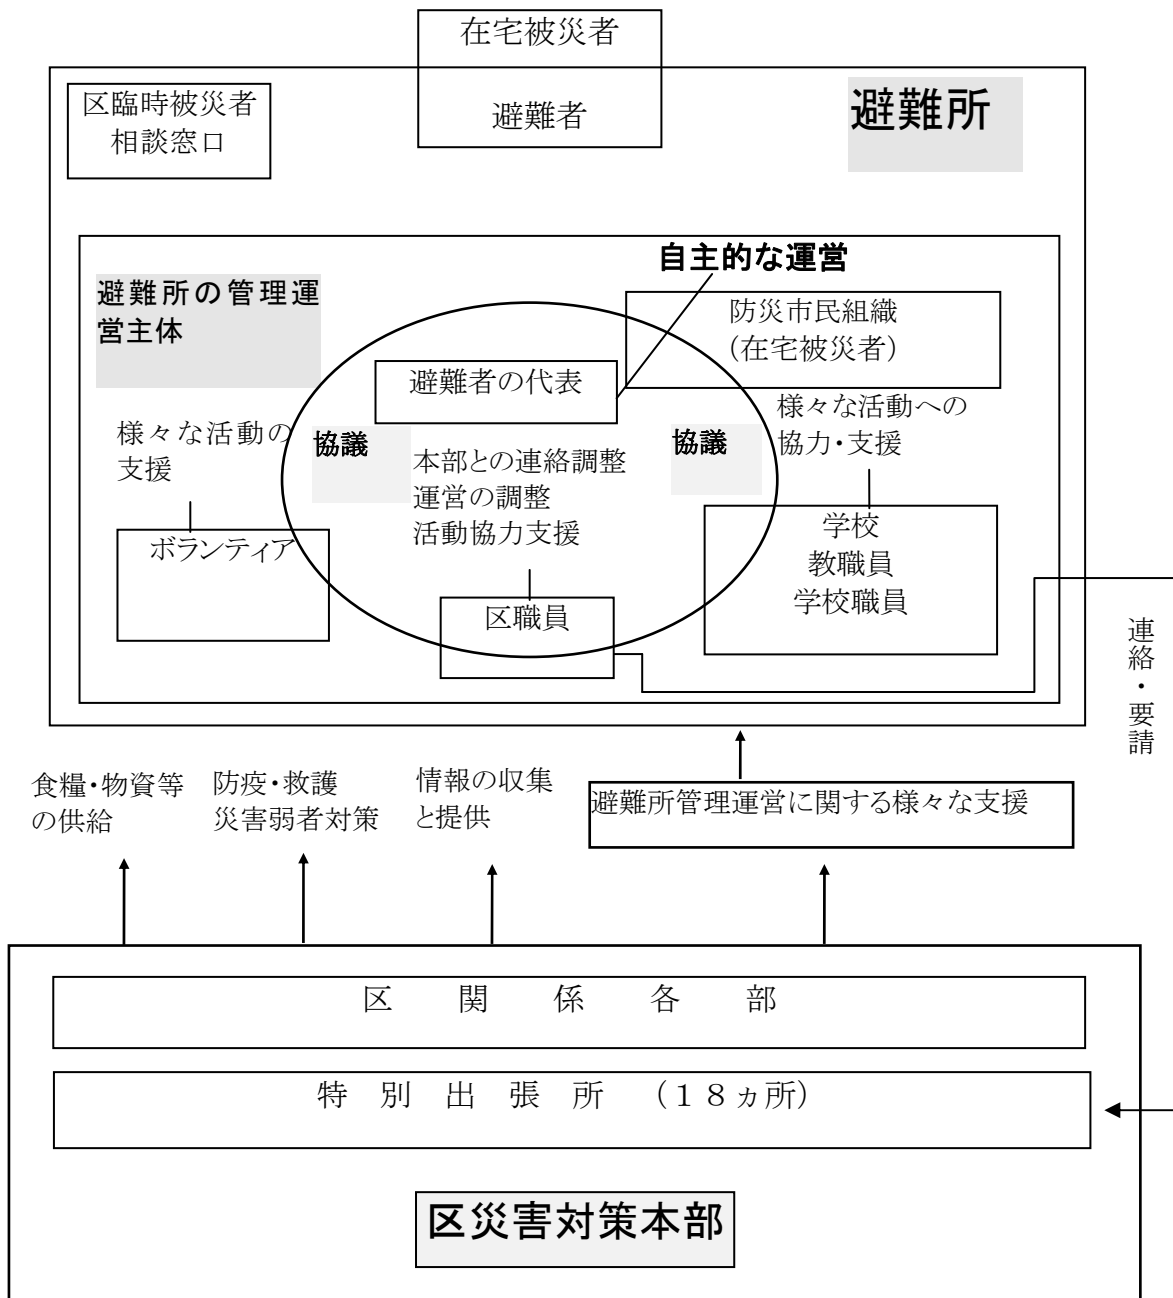 在宅被災者
避難者
区臨時被災者
相談窓口
避難所
自主的な運営
避難所の管理運
営主体
防災市民組織
(在宅被災者)
避難者の代表
様々な活動への
協力・支援
様々な活動の
支援
協議
協議
本部との連絡調整
運営の調整
活動協力支援
ボランティア
学校
教職員
学校職員
区職員
連絡・要請
食糧・物資等
の供給
防疫・救護
災害弱者対策
情報の収集
と提供
避難所管理運営に関する様々な支援
区 関 係 各 部
特 別 出 張 所 (18ヵ所)
区災害対策本部